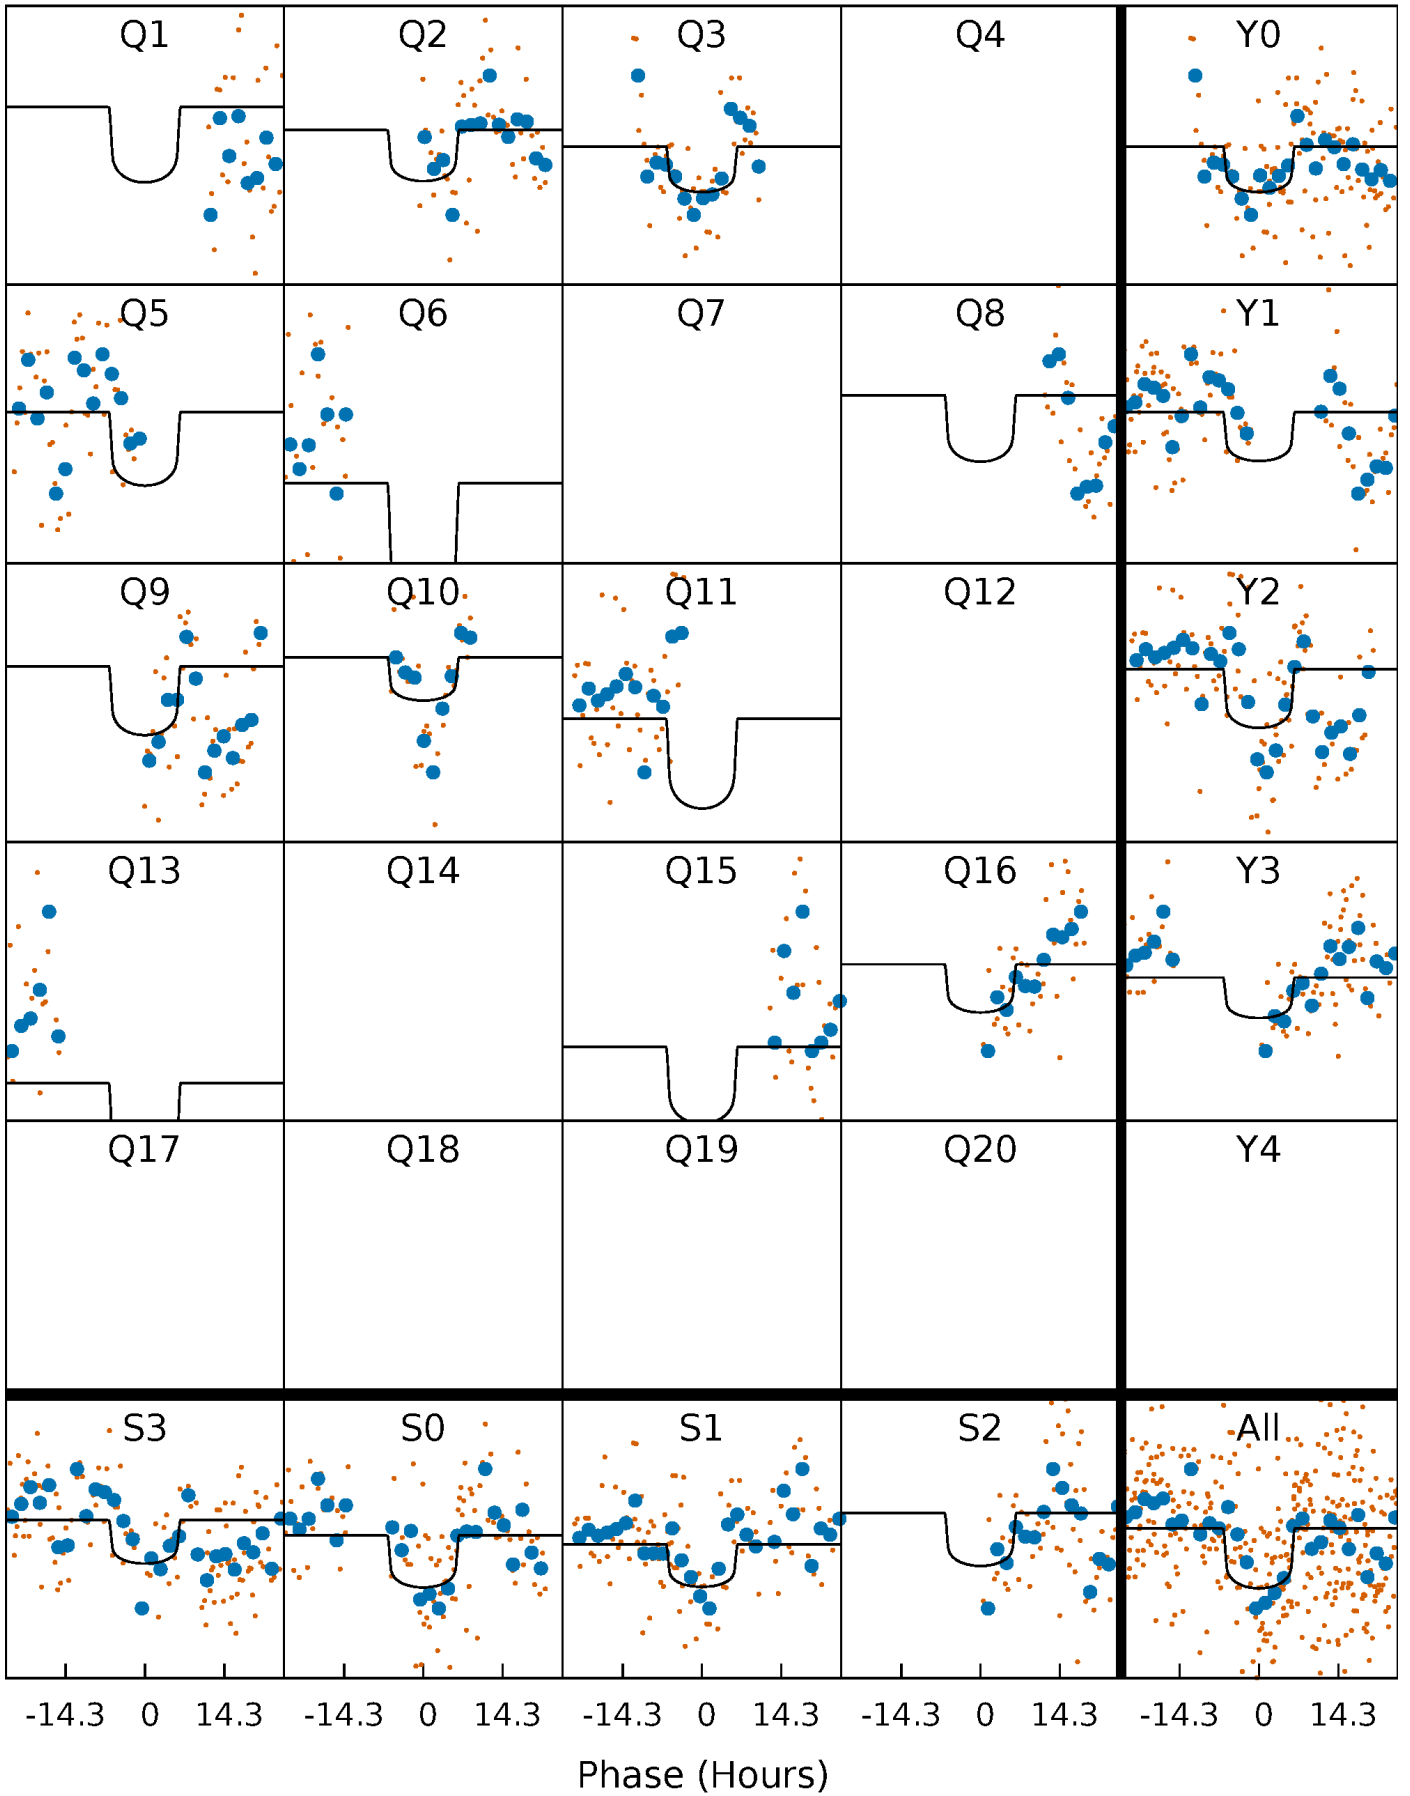 Q1 Q2 Q3 Q4 Y0
Q5 Q6 Q7 Q8 Y1
Q9 Q10 Q11 Q12 Y2
Q13 Q14 Q15 Q16 Y3
Q17 Q18 Q19 Q20 Y4
S3 S0 S1 S2 All
-14.3 0 14.3 -14.3 0 14.3 -14.3 0 14.3 -14.3 0 14.3 -14.3 0 14.3
Phase (Hours)